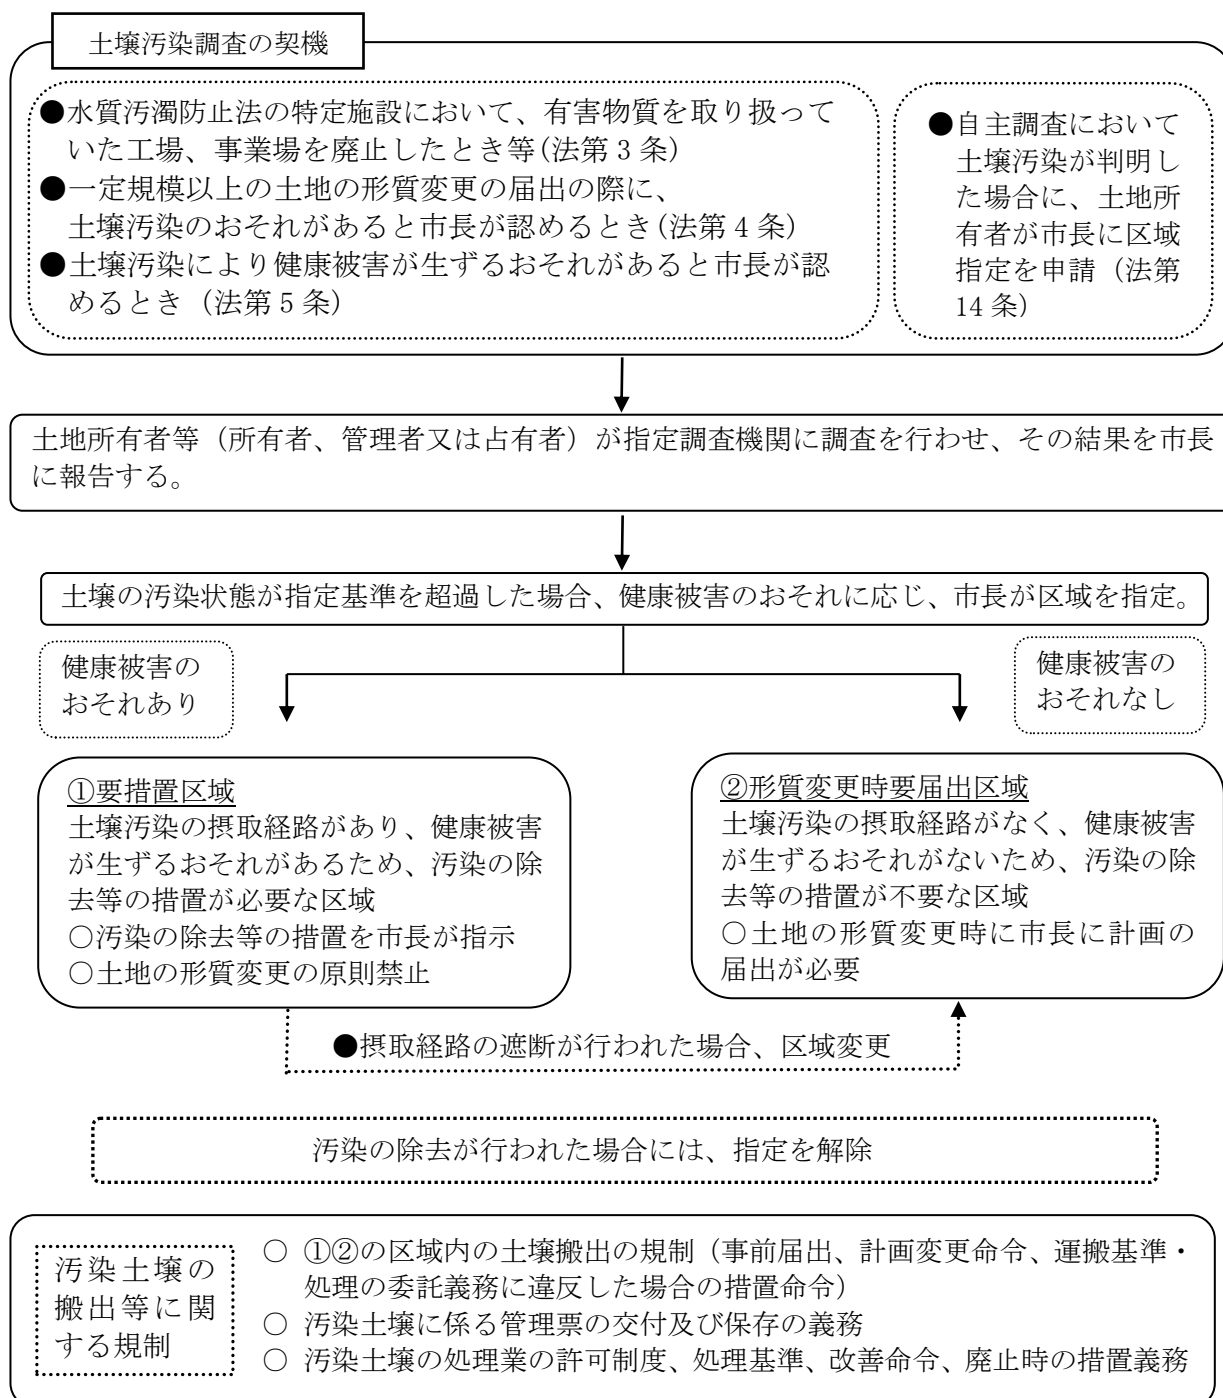 土壌汚染調査の契機
●水質汚濁防止法の特定施設において、有害物質を取り扱って
いた工場、事業場を廃止したとき等(法第3条)
●一定規模以上の土地の形質変更の届出の際に、
土壌汚染のおそれがあると市長が認めるとき(法第4条)
●土壌汚染により健康被害が生ずるおそれがあると市長が認
めるとき（法第5条）
●自主調査において
土壌汚染が判明し
た場合に、土地所
有者が市長に区域
指定を申請（法第
14条）
土地所有者等（所有者、管理者又は占有者）が指定調査機関に調査を行わせ、その結果を市長
に報告する。
土壌の汚染状態が指定基準を超過した場合、健康被害のおそれに応じ、市長が区域を指定。
健康被害の
おそれあり
健康被害の
おそれなし
①要措置区域
土壌汚染の摂取経路があり、健康被害
が生ずるおそれがあるため、汚染の除
去等の措置が必要な区域
○汚染の除去等の措置を市長が指示
○土地の形質変更の原則禁止
②形質変更時要届出区域
土壌汚染の摂取経路がなく、健康被害
が生ずるおそれがないため、汚染の除
去等の措置が不要な区域
○土地の形質変更時に市長に計画の
届出が必要
●摂取経路の遮断が行われた場合、区域変更
汚染の除去が行われた場合には、指定を解除
汚染土壌の
搬出等に関
する規制
○ ①②の区域内の土壌搬出の規制（事前届出、計画変更命令、運搬基準・
処理の委託義務に違反した場合の措置命令）
○ 汚染土壌に係る管理票の交付及び保存の義務
○ 汚染土壌の処理業の許可制度、処理基準、改善命令、廃止時の措置義務